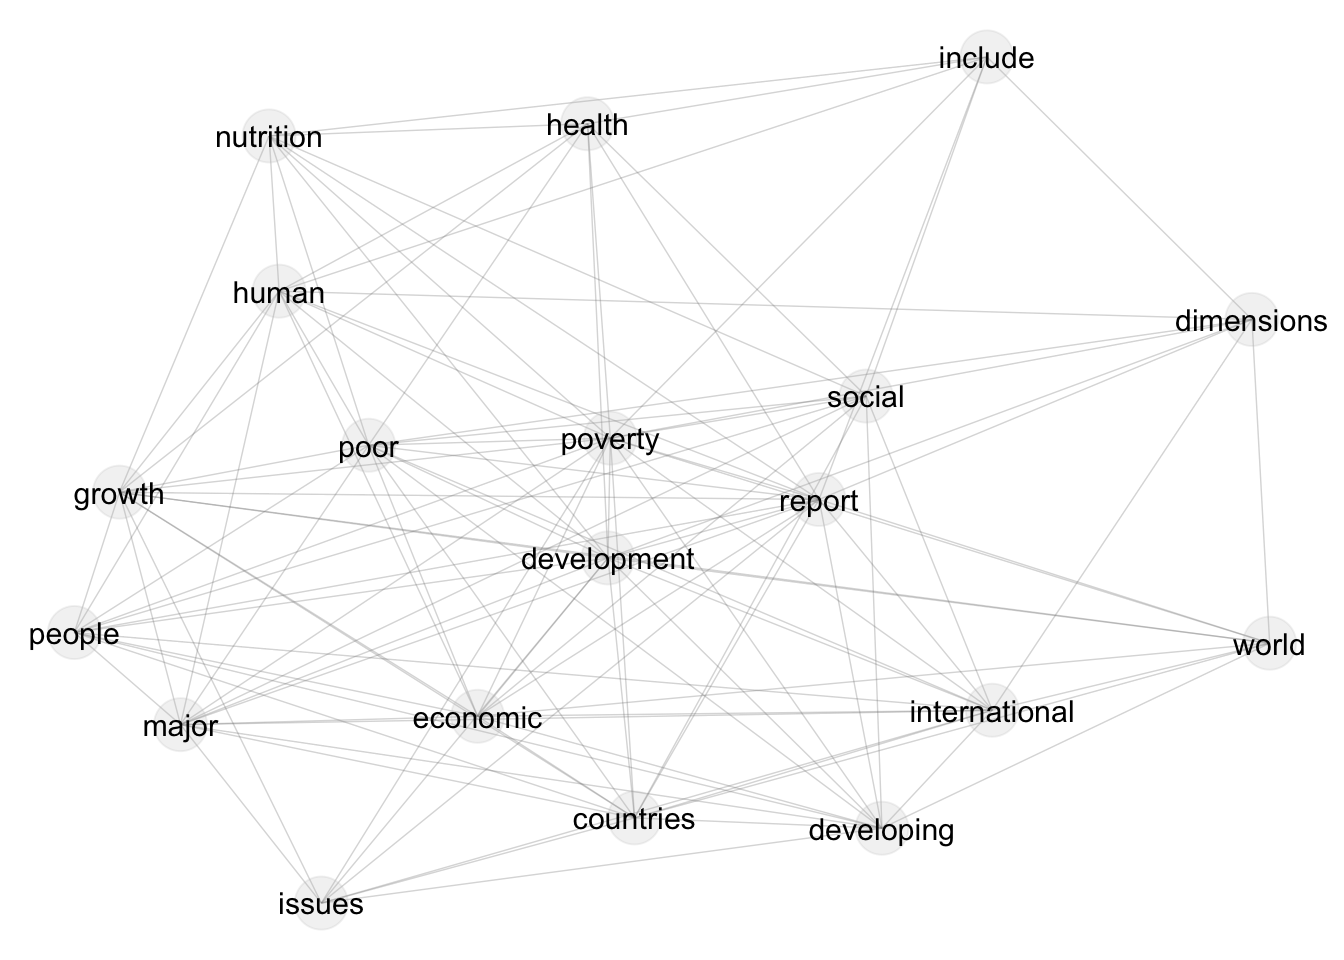 include
health
nutrition
human
dimensions
social
poverty
poor
growth
report
development
people
world
international
economic
major
countries
developing
issues